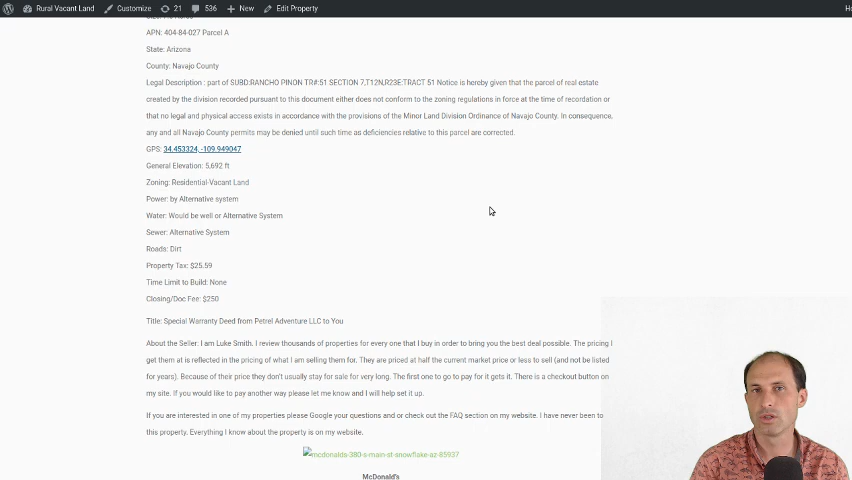 Rural Vacant Land Customize 21 536 New Edit Property
APN: 404-84-027 Parcel A
State: Arizona
County: Navajo County
Legal Description : part of SUBD:RANCHO PINON TR#:51 SECTION 7,T12N,R23E:TRACT 51 Notice is hereby given that the parcel of real estate
created by the division recorded pursuant to this document either does not conform to the zoning regulations in force at the time of recordation or
that no legal and physical access exists in accordance with the provisions of the Minor Land Division Ordinance of Navajo County. In consequence,
any and all Navajo County permits may be denied until such time as deficiencies relative to this parcel are corrected.
GPS: 34.453324, -109.949047
General Elevation: 5,692 ft
Zoning: Residential-Vacant Land
Power: by Alternative system
Water: Would be well or Alternative System
Sewer: Alternative System
Roads: Dirt
Property Tax: $25.59
Time Limit to Build: None
Closing/Doc Fee: $250
Title: Special Warranty Deed from Petrel Adventure LLC to You
About the Seller: I am Luke Smith. I review thousands of properties for every one that I buy in order to bring you the best deal possible. The pricing I
get them at is reflected in the pricing of what I am selling them for. They are priced at half the current market price or less to sell (and not be listed
for years). Because of their price they don't usually stay for sale for very long. The first one to go to pay for it gets it. There is a checkout button on
my site. If you would like to pay another way please let me know and I will help set it up.
If you are interested in one of my properties please Google your questions and or check out the FAQ section on my website. I have never been to
this property. Everything I know about the property is on my website.
mcdonalds-380-s-main-st-snowflake-az-85937
McDonald's